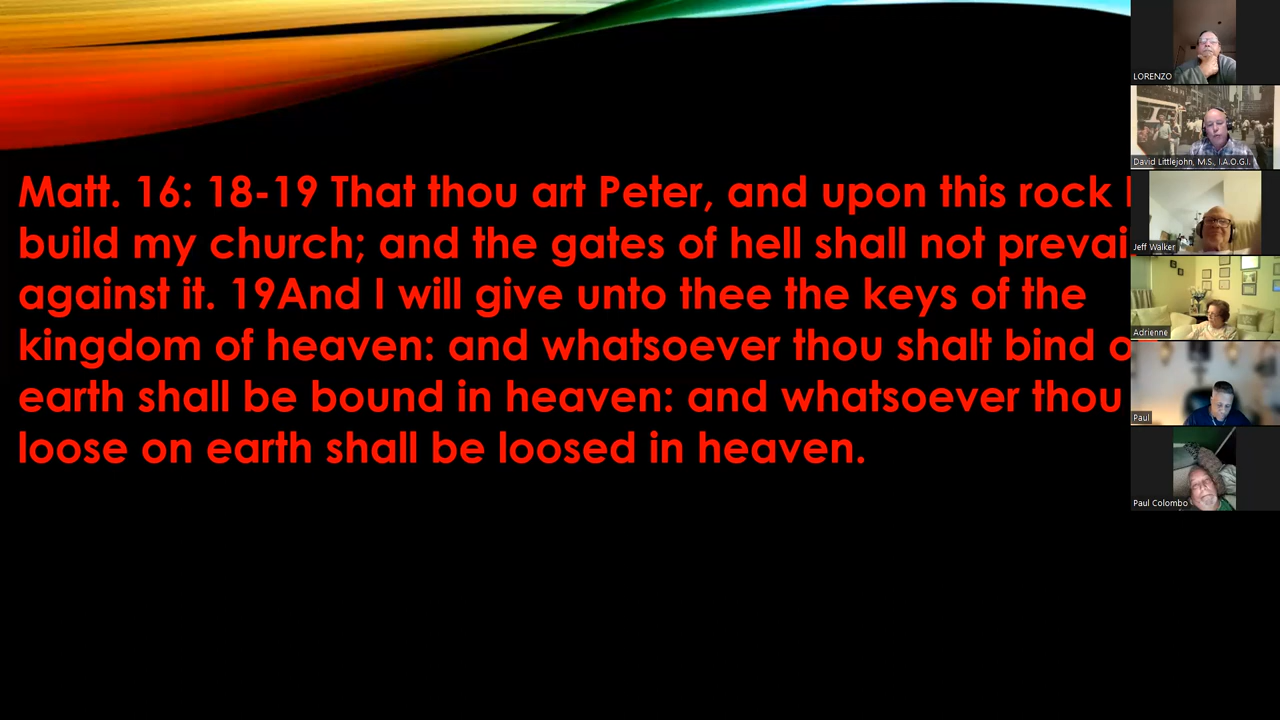 Matt. 16: 18-19 That thou art Peter, and upon this rock
build my church; and the gates of hell shall not prevai
against it. 19And I will give unto thee the keys of the
kingdom of heaven: and whatsoever thou shalt bind o
earth shall be bound in heaven: and whatsoever thou
loose on earth shall be loosed in heaven.
LORENZO
David Littlejohn, M.S., I.A.O.G.I.
Jeff Walker
Adrienne
Paul
Paul Colombo